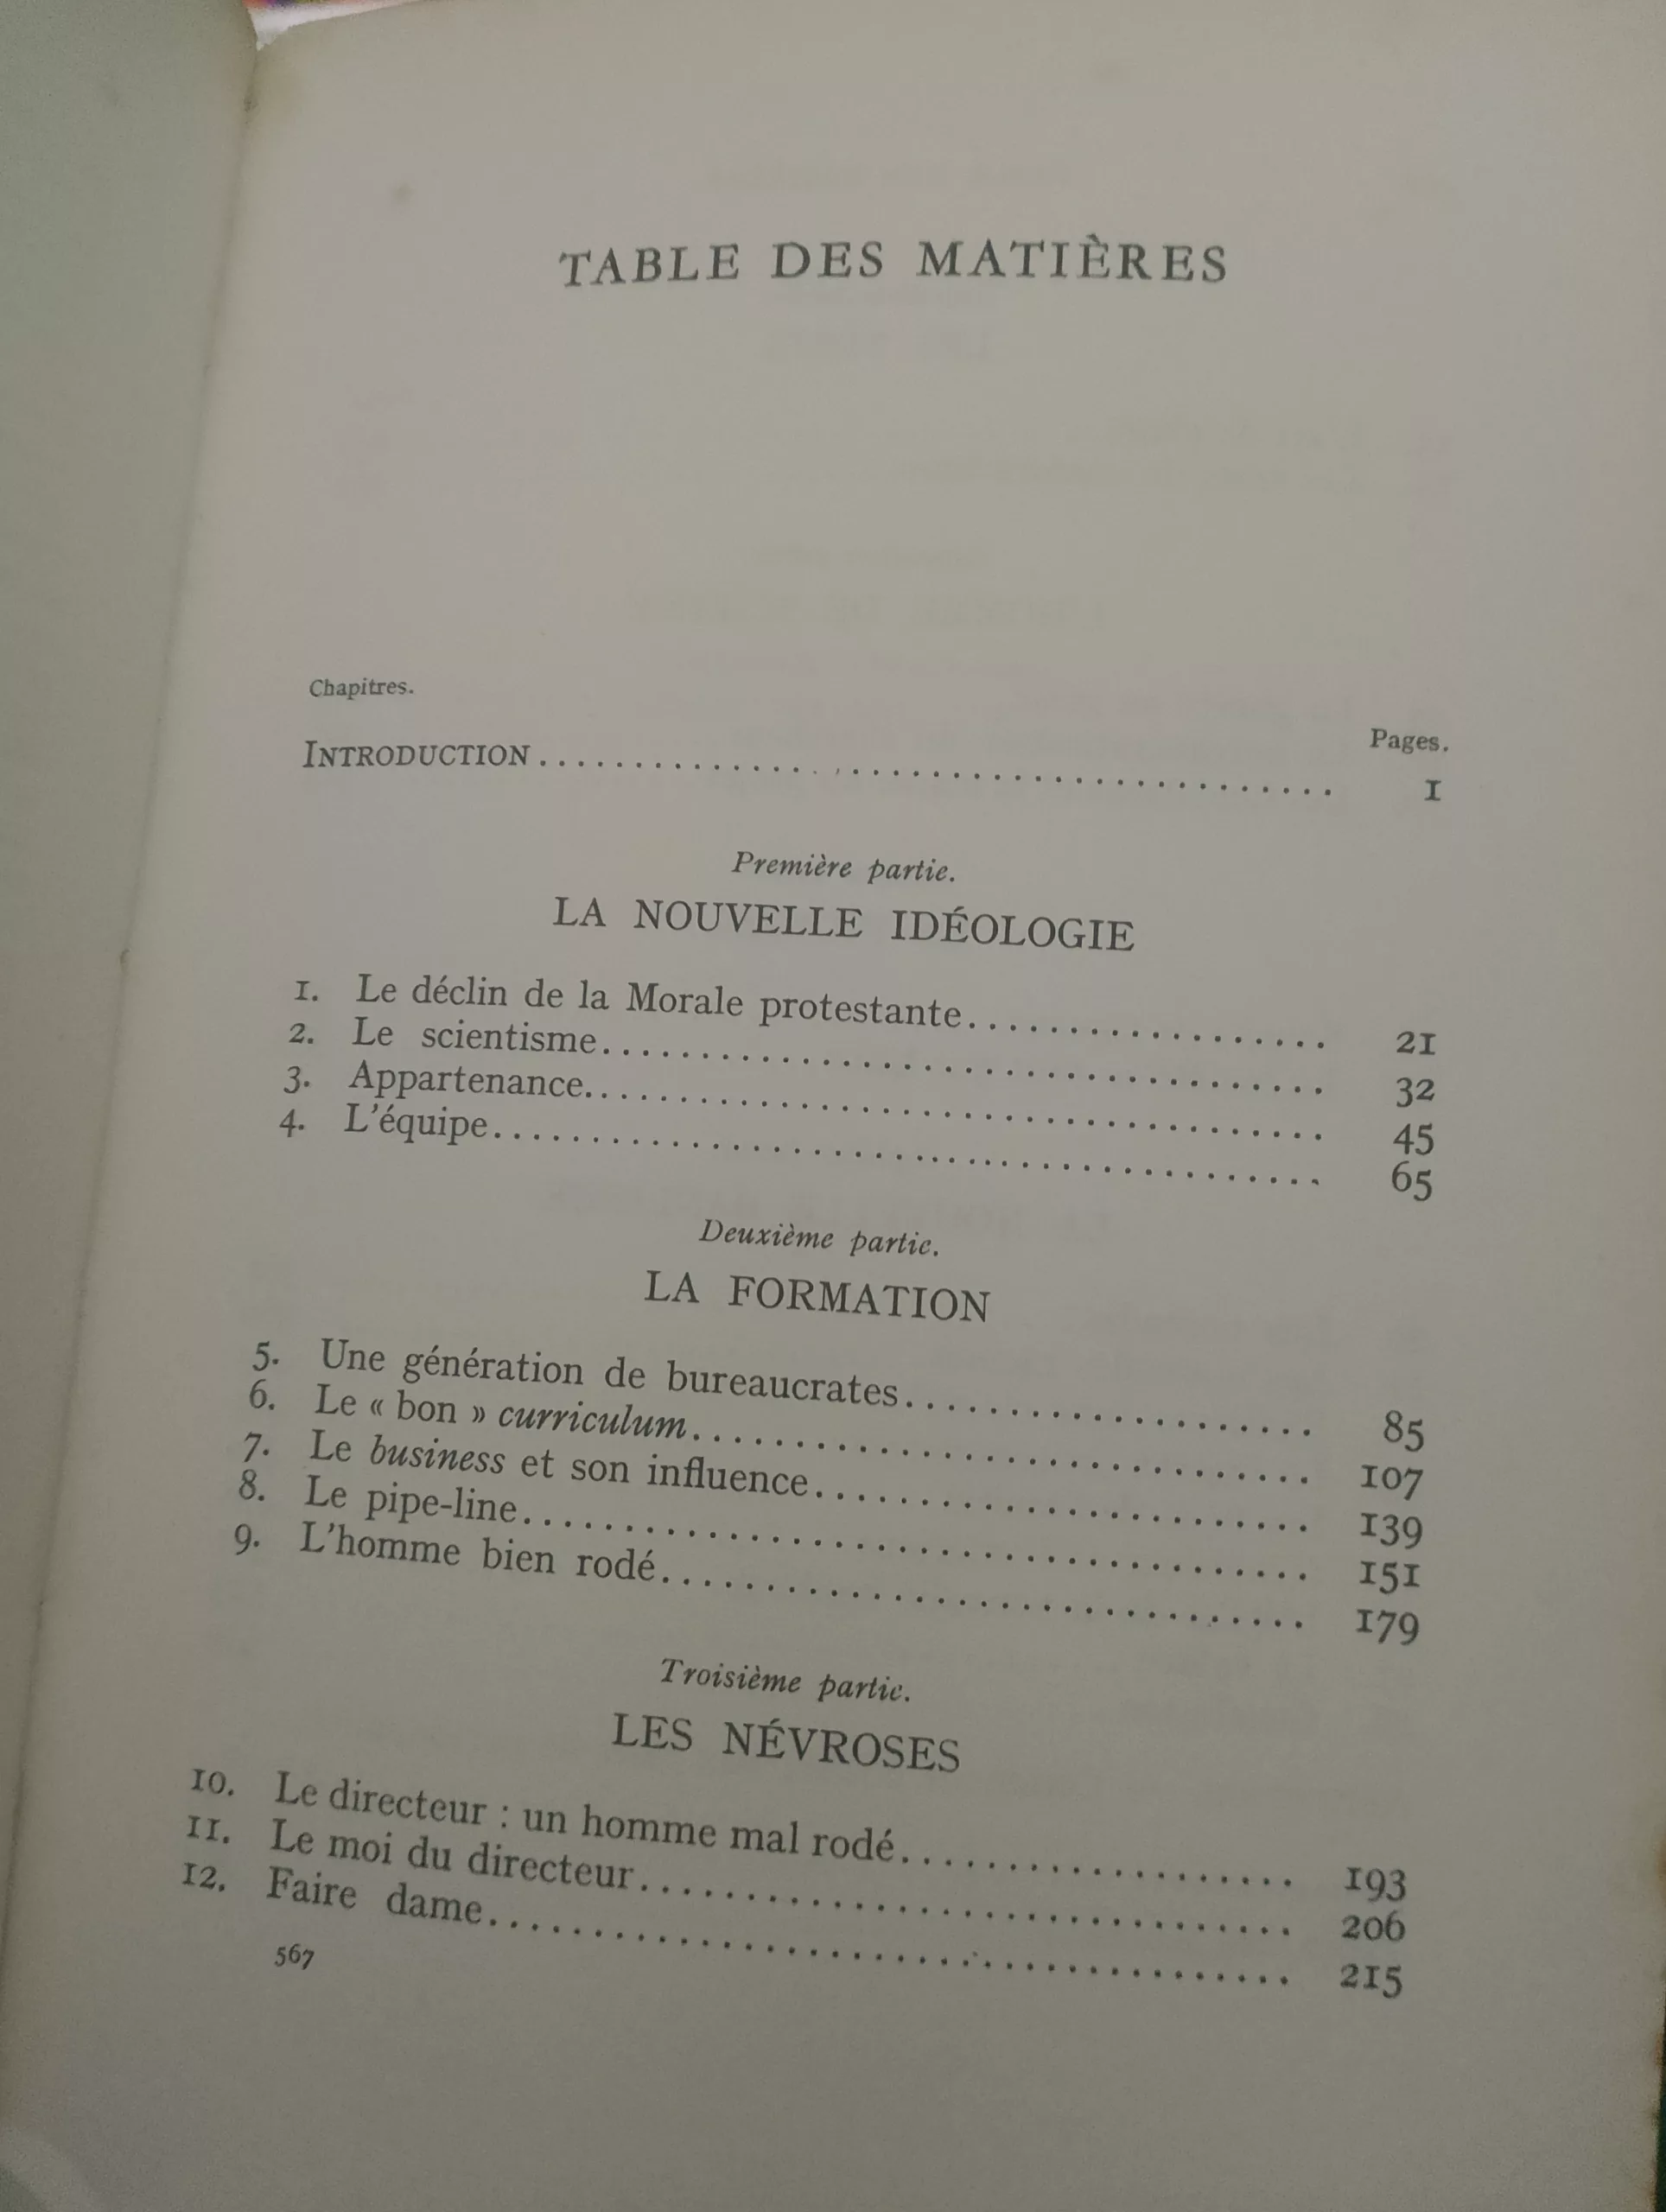 TABLE DES MATIÈRES
Chapitres.
Pages.
INTRODUCTION........................................ 1
Première partie.
LA NOUVELLE IDÉOLOGIE
1. Le déclin de la Morale protestante.................. 21
2. Le scientisme.................................... 32
3. Appartenance..................................... 45
4. L'équipe......................................... 65
Deuxième partie.
LA FORMATION
5. Une génération de bureaucrates.................... 85
6. Le « bon » curriculum.............................. 107
7. Le business et son influence......................... 139
8. Le pipe-line....................................... 151
9. L'homme bien rodé................................ 179
Troisième partie.
LES NÉVROSES
10. Le directeur : un homme mal rodé................... 193
11. Le moi du directeur................................ 206
12. Faire dame....................................... 215
567